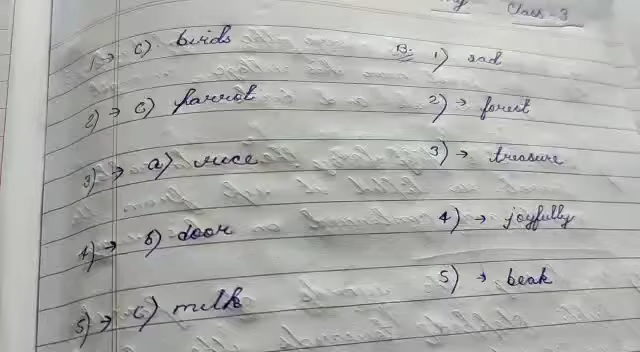 Class - 3
1) → c) birds
2) → c) parrot
3) → a) rice
4) → b) door
5) → c) milk
B. 1) sad
2) → forest
3) → treasure
4) → joyfully
5) → beak